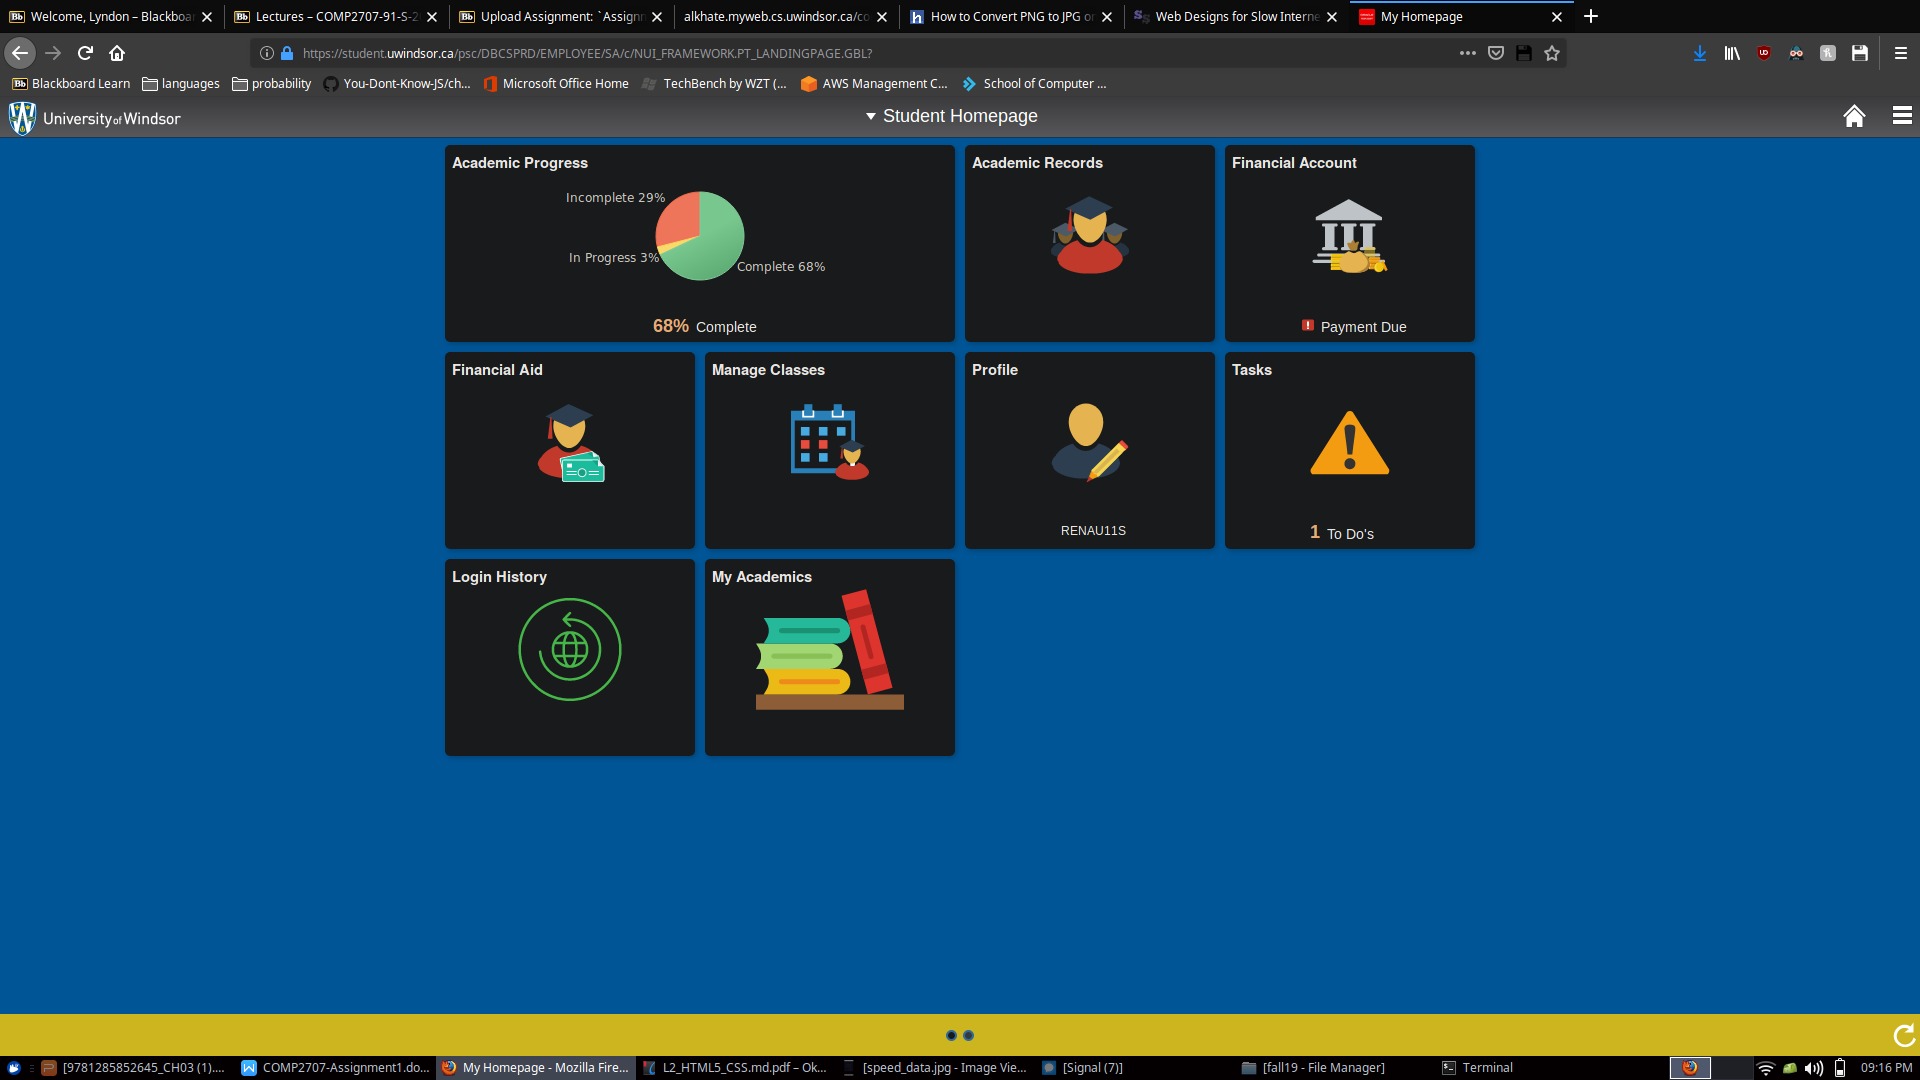 Welcome, Lyndon – Blackboar
Lectures – COMP2707-91-S-2
Upload Assignment: `Assign
alkhate.myweb.cs.uwindsor.ca/co
How to Convert PNG to JPG o
Web Designs for Slow Interne
My Homepage
https://student.uwindsor.ca/psc/DBCSPRD/EMPLOYEE/SA/c/NUI_FRAMEWORK.PT_LANDINGPAGE.GBL?
Blackboard Learn
languages
probability
You-Dont-Know-JS/ch...
Microsoft Office Home
TechBench by WZT (...
AWS Management C...
School of Computer ...
University of Windsor
Student Homepage
Academic Progress
Incomplete 29%
In Progress 3%
Complete 68%
68% Complete
Academic Records
Financial Account
Payment Due
Financial Aid
Manage Classes
Profile
RENAU11S
Tasks
1 To Do's
Login History
My Academics
[9781285852645_CH03 (1)....
COMP2707-Assignment1.do...
My Homepage - Mozilla Fire...
L2_HTML5_CSS.md.pdf – Ok...
[speed_data.jpg - Image Vie...
[Signal (7)]
[fall19 - File Manager]
Terminal
09:16 PM